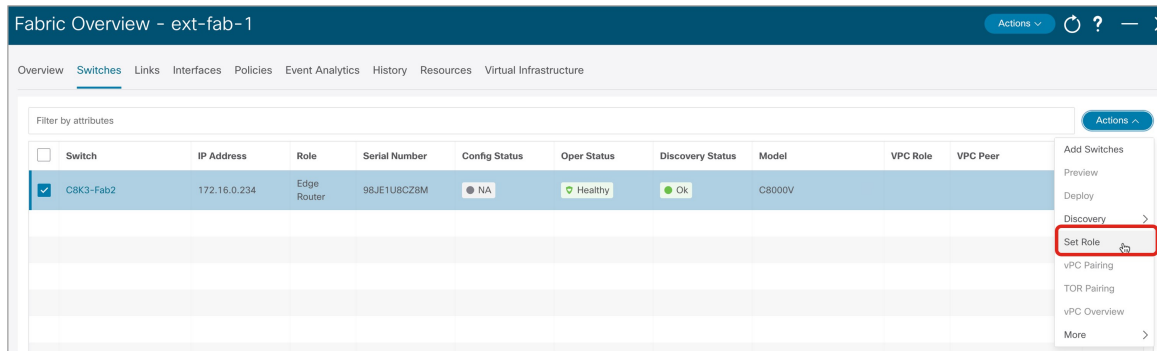 Fabric Overview - ext-fab-1
Actions
?
Overview Switches Links Interfaces Policies Event Analytics History Resources Virtual Infrastructure
Filter by attributes
Actions
Switch IP Address Role Serial Number Config Status Oper Status Discovery Status Model VPC Role VPC Peer
C8K3-Fab2 172.16.0.234 Edge Router 98JE1U8CZ8M NA Healthy Ok C8000V
Add Switches
Preview
Deploy
Discovery
Set Role
vPC Pairing
TOR Pairing
vPC Overview
More